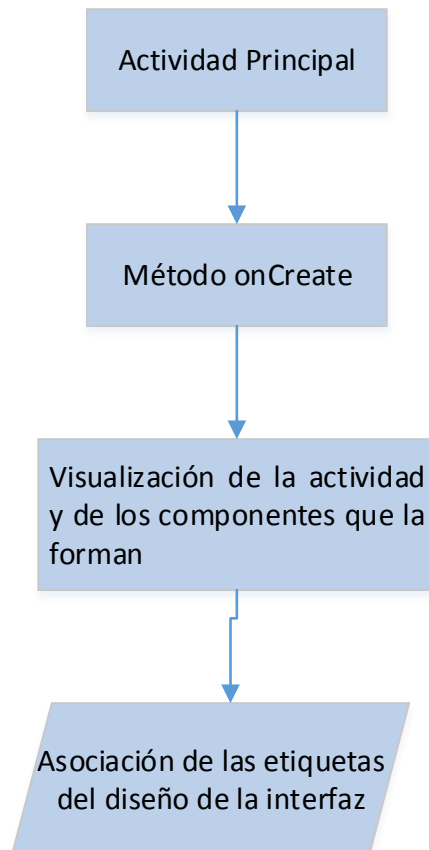 Actividad Principal
Método onCreate
Visualización de la actividad
y de los componentes que la
forman
Asociación de las etiquetas
del diseño de la interfaz